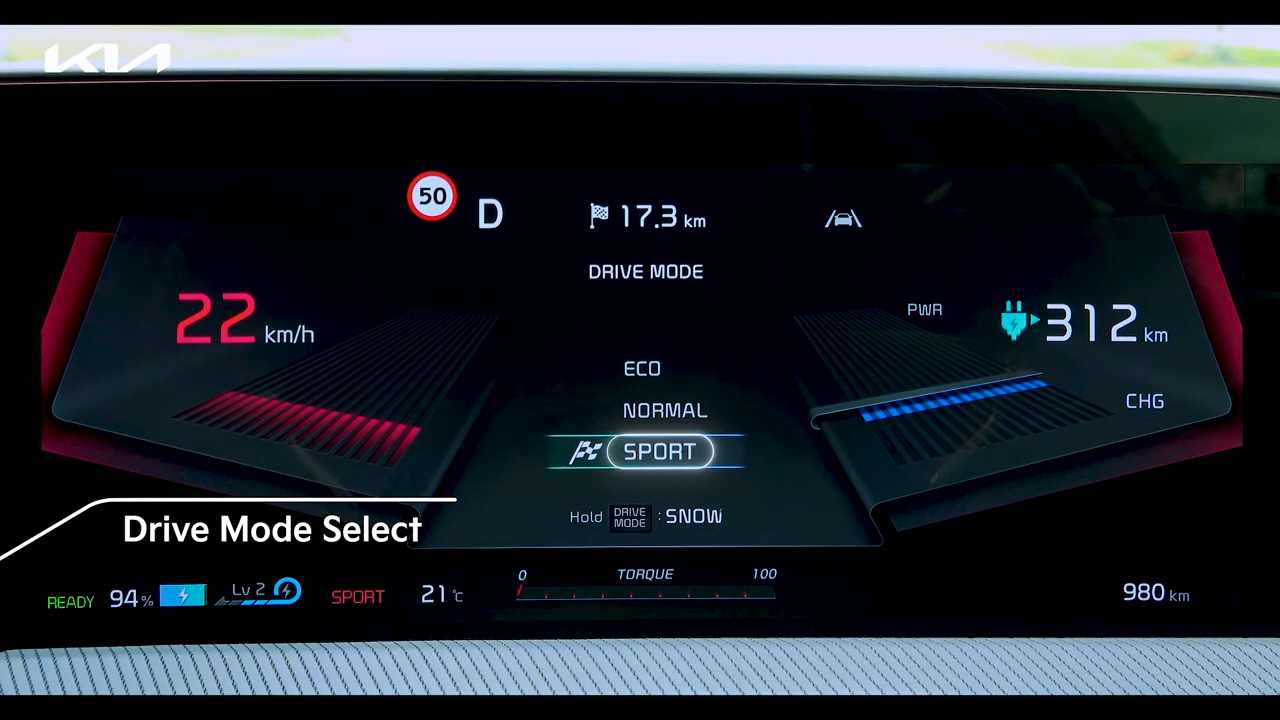 KIA
50
D
17.3 km
DRIVE MODE
22 km/h
PWR
312 km
ECO
CHG
NORMAL
SPORT
Hold DRIVE MODE : SNOW
Drive Mode Select
0 TORQUE 100
READY 94% Lv 2 SPORT 21 °C
980 km